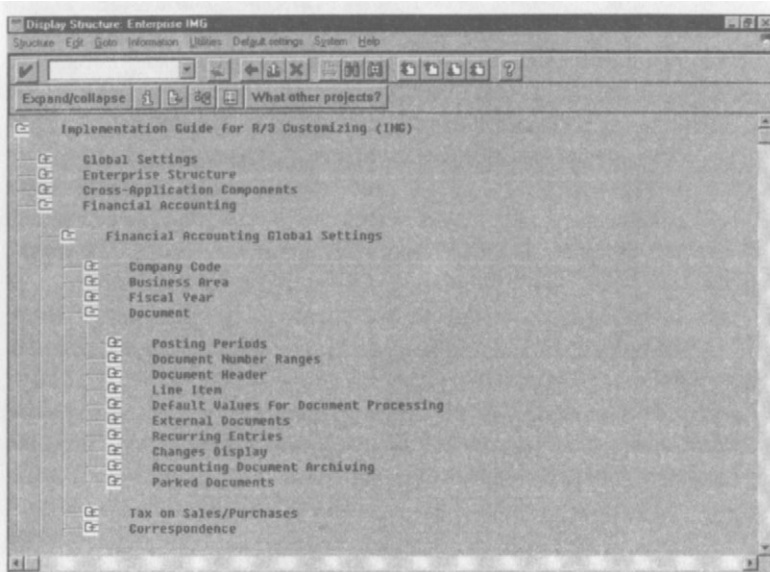 Display Structure: Enterprise IMG
Structure Edit Goto Information Utilities Default settings System Help
Expand/collapse What other projects?
Implementation Guide for R/3 Customizing (IMG)
Global Settings
Enterprise Structure
Cross-Application Components
Financial Accounting
Financial Accounting Global Settings
Company Code
Business Area
Fiscal Year
Document
Posting Periods
Document Number Ranges
Document Header
Line Item
Default Values for Document Processing
External Documents
Recurring Entries
Changes Display
Accounting Document Archiving
Parked Documents
Tax on Sales/Purchases
Correspondence